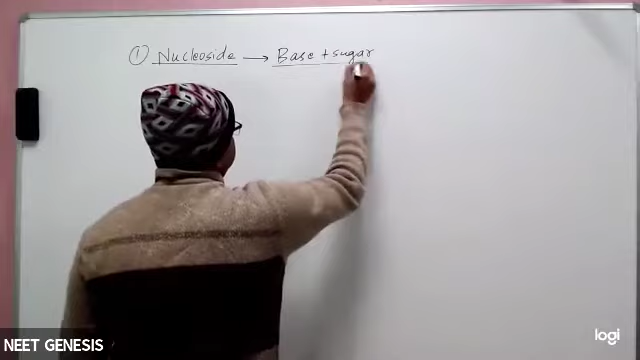 ① Nucleoside → Base + sugar
NEET GENESIS
logi